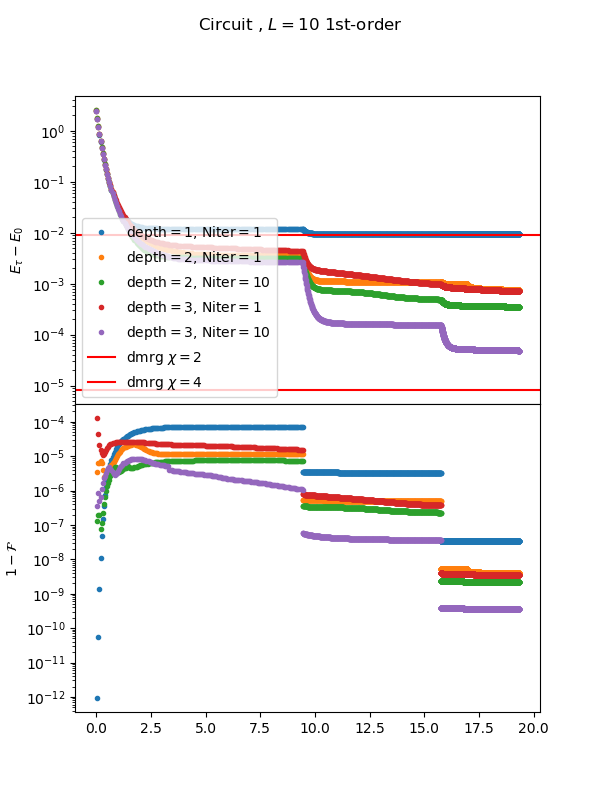 Circuit , L = 10 1st-order
10⁰
10⁻¹
10⁻²
10⁻³
10⁻⁴
10⁻⁵
E_τ − E₀
depth = 1, Niter = 1
depth = 2, Niter = 1
depth = 2, Niter = 10
depth = 3, Niter = 1
depth = 3, Niter = 10
dmrg χ = 2
dmrg χ = 4
10⁻⁴
10⁻⁵
10⁻⁶
10⁻⁷
10⁻⁸
10⁻⁹
10⁻¹⁰
10⁻¹¹
10⁻¹²
1 − ℱ
0.0 2.5 5.0 7.5 10.0 12.5 15.0 17.5 20.0